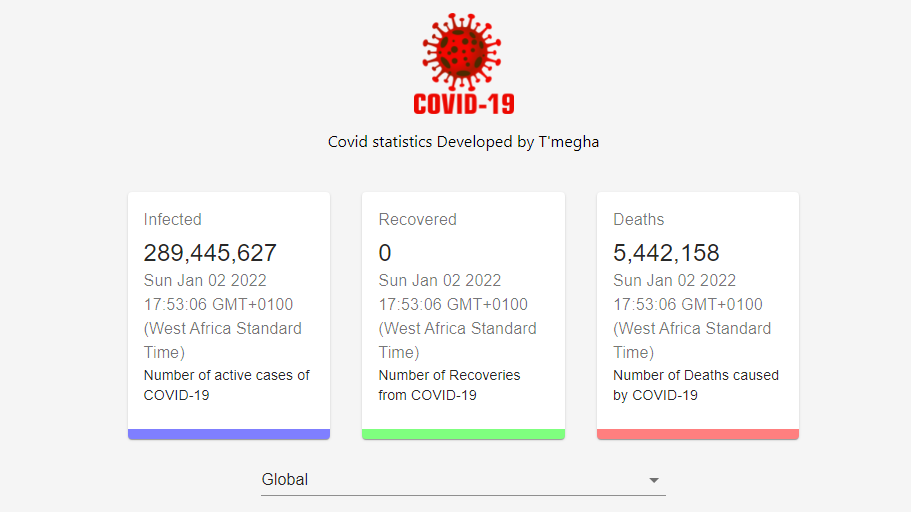 COVID-19
Covid statistics Developed by T'megha
Infected
289,445,627
Sun Jan 02 2022
17:53:06 GMT+0100
(West Africa Standard
Time)
Number of active cases of
COVID-19
Recovered
0
Sun Jan 02 2022
17:53:06 GMT+0100
(West Africa Standard
Time)
Number of Recoveries
from COVID-19
Deaths
5,442,158
Sun Jan 02 2022
17:53:06 GMT+0100
(West Africa Standard
Time)
Number of Deaths caused
by COVID-19
Global